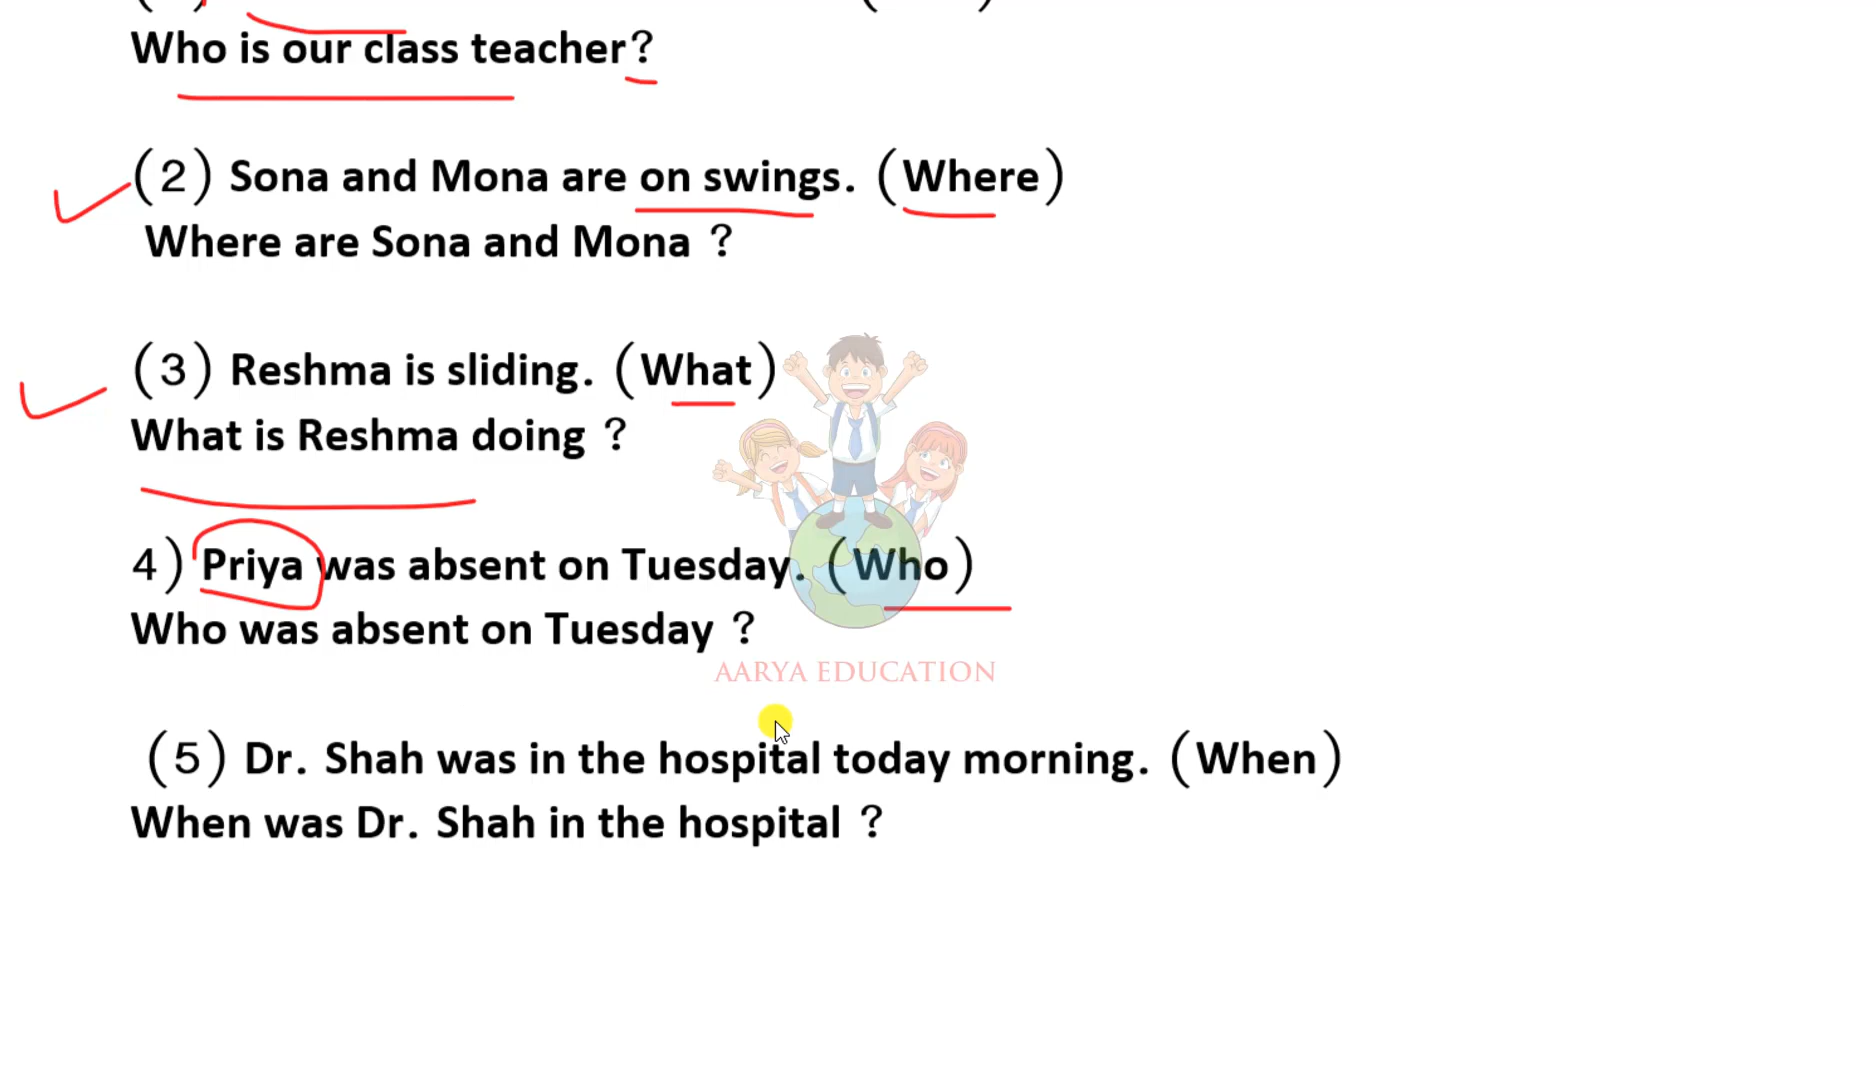 Who is our class teacher?
(2) Sona and Mona are on swings. (Where)
Where are Sona and Mona ?
(3) Reshma is sliding. (What)
What is Reshma doing ?
4) Priya was absent on Tuesday. (Who)
Who was absent on Tuesday ?
AARYA EDUCATION
(5) Dr. Shah was in the hospital today morning. (When)
When was Dr. Shah in the hospital ?